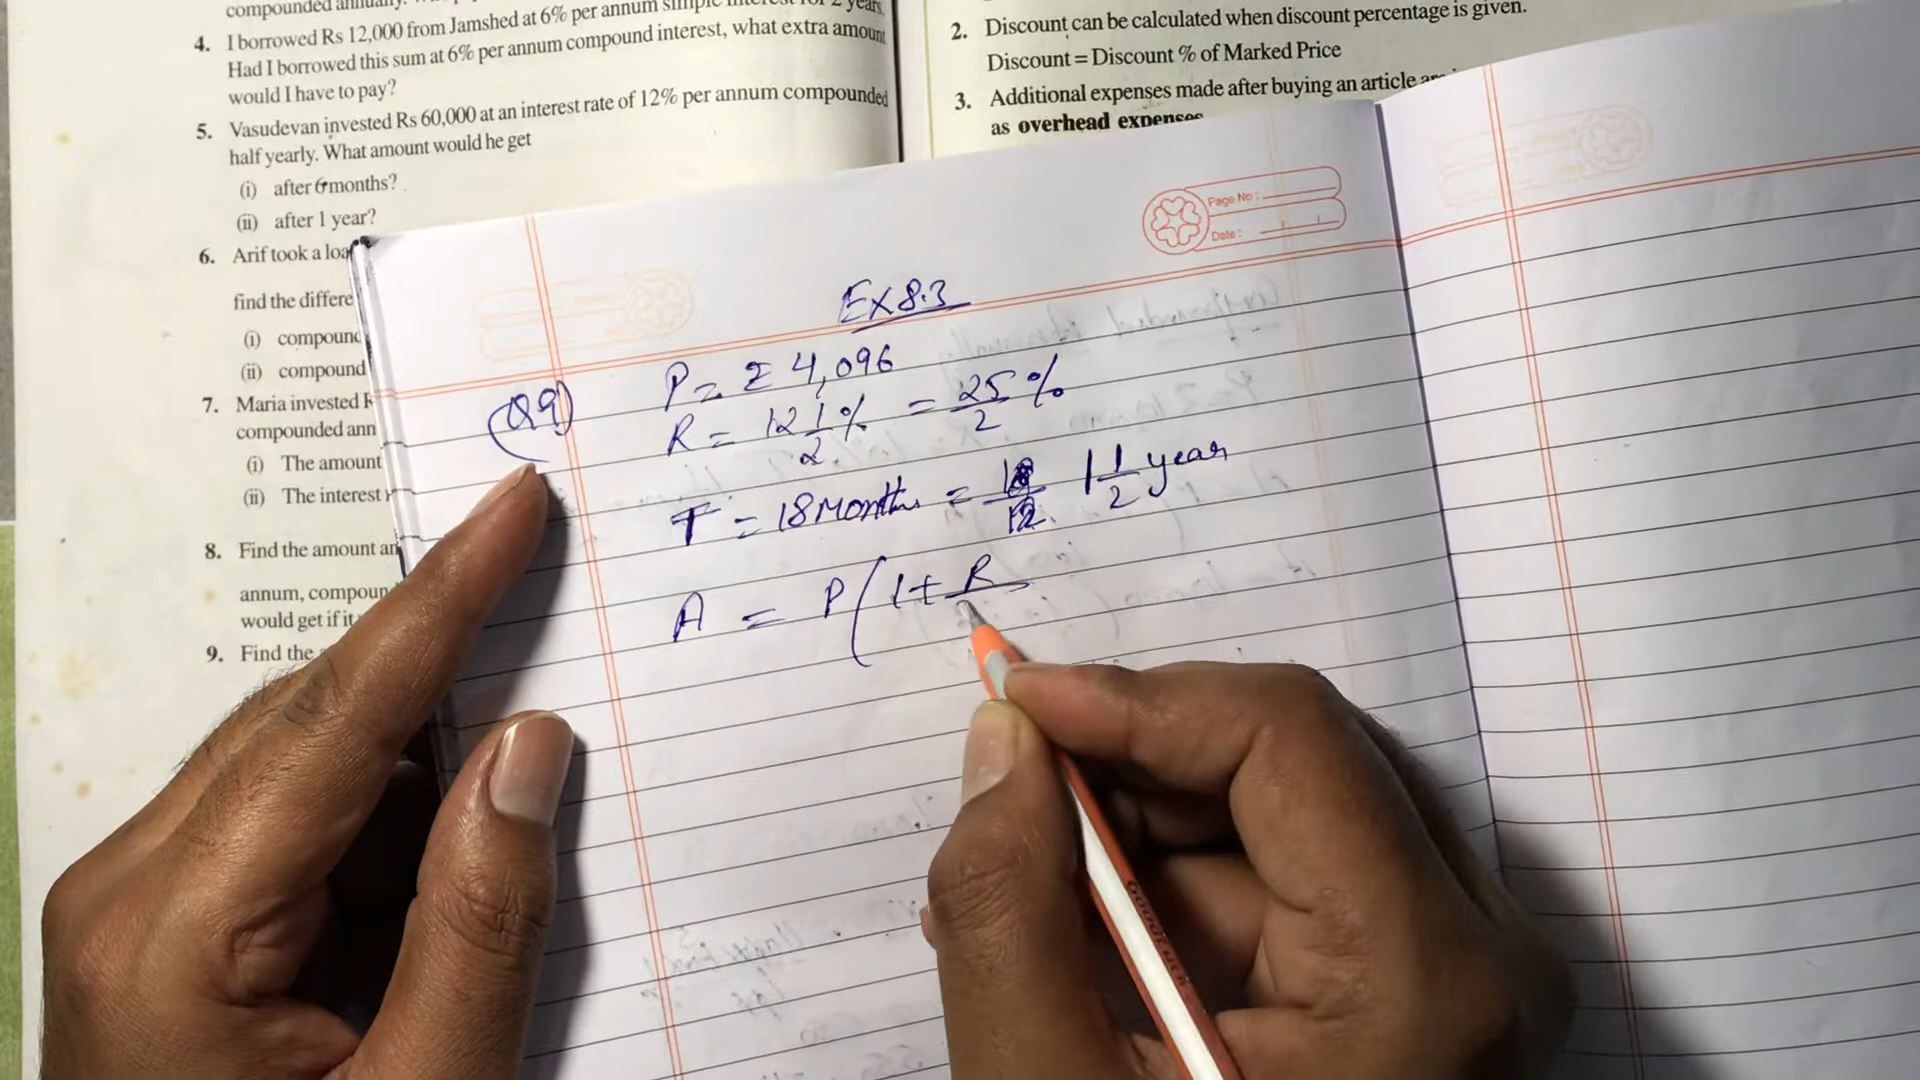 compounded annually.
4. I borrowed Rs 12,000 from Jamshed at 6% per annum simple interest for 2 years.
Had I borrowed this sum at 6% per annum compound interest, what extra amount
would I have to pay?
5. Vasudevan invested Rs 60,000 at an interest rate of 12% per annum compounded
half yearly. What amount would he get
(i) after 6 months?
(ii) after 1 year?
6. Arif took a loa
find the differe
(i) compound
(ii) compound
7. Maria invested
compounded ann
(i) The amount
(ii) The interest
8. Find the amount an
annum, compoun
would get if it
9. Find the
2. Discount can be calculated when discount percentage is given.
Discount = Discount % of Marked Price
3. Additional expenses made after buying an article
as overhead expenses
Page No:
Date:
EX 8.3
(Q9)
P = ₹ 4,096
R = 12 1/2 % = 25/2 %
T = 18 Months = 18/12 1 1/2 year
A = P(1+R
GOODLUCK